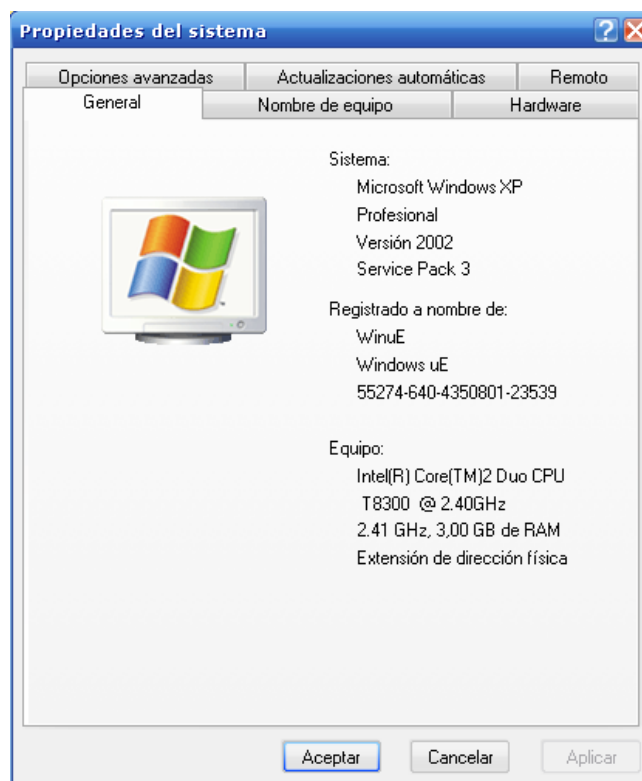 Propiedades del sistema
Opciones avanzadas
Actualizaciones automáticas
Remoto
General
Nombre de equipo
Hardware
Sistema:
Microsoft Windows XP
Profesional
Versión 2002
Service Pack 3
Registrado a nombre de:
WinuE
Windows uE
55274-640-4350801-23539
Equipo:
Intel(R) Core(TM)2 Duo CPU
T8300 @ 2.40GHz
2.41 GHz, 3,00 GB de RAM
Extensión de dirección física
Aceptar
Cancelar
Aplicar